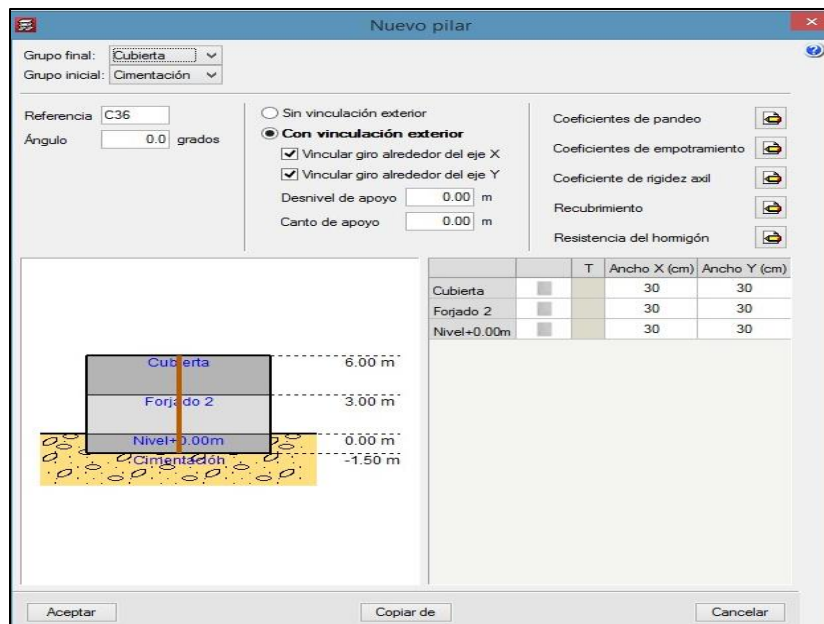 Nuevo pilar
Grupo final: Cubierta
Grupo inicial: Cimentación
Referencia C36
Ángulo 0.0 grados
Sin vinculación exterior
Con vinculación exterior
Vincular giro alrededor del eje X
Vincular giro alrededor del eje Y
Desnivel de apoyo 0.00 m
Canto de apoyo 0.00 m
Coeficientes de pandeo
Coeficientes de empotramiento
Coeficiente de rigidez axil
Recubrimiento
Resistencia del hormigón
Cubierta 6.00 m
Forjado 2 3.00 m
Nivel+0.00m 0.00 m
Cimentación -1.50 m
T Ancho X (cm) Ancho Y (cm)
Cubierta 30 30
Forjado 2 30 30
Nivel+0.00m 30 30
Aceptar Copiar de Cancelar